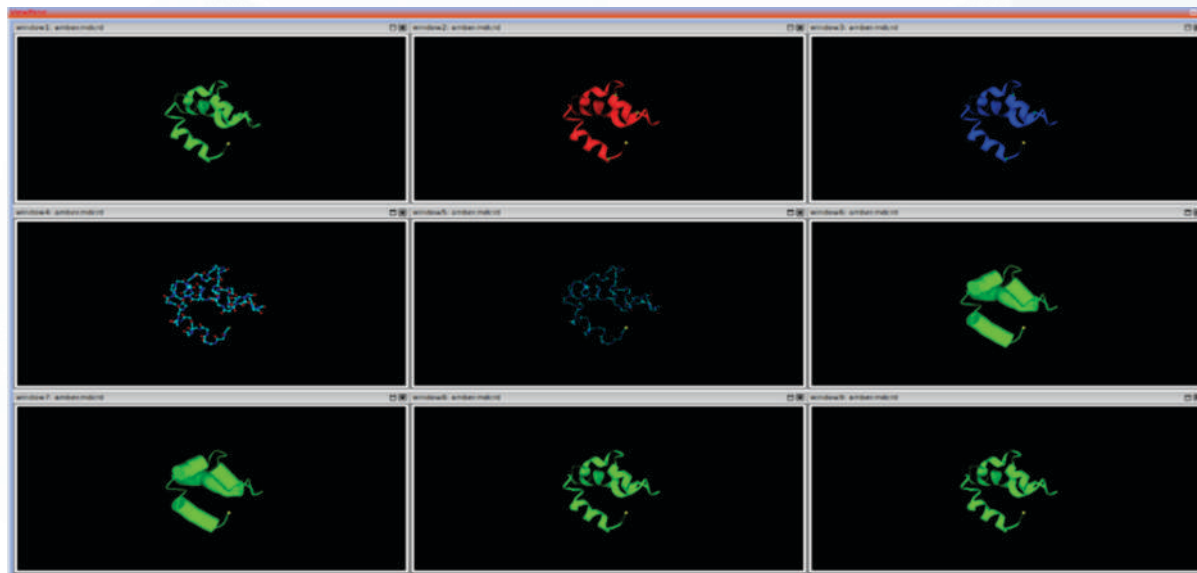 window1: amber.mdcrd
window2: amber.mdcrd
window3: amber.mdcrd
window4: amber.mdcrd
window5: amber.mdcrd
window6: amber.mdcrd
window7: amber.mdcrd
window8: amber.mdcrd
window9: amber.mdcrd